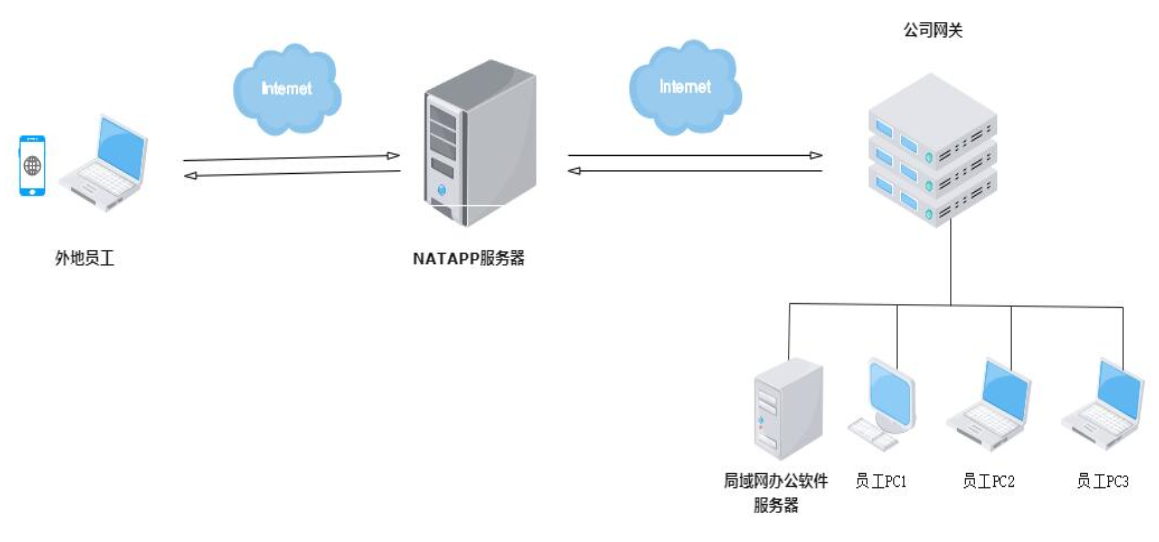 公司网关
Internet
Internet
外地员工
NATAPP服务器
局域网办公软件
服务器
员工PC1
员工PC2
员工PC3